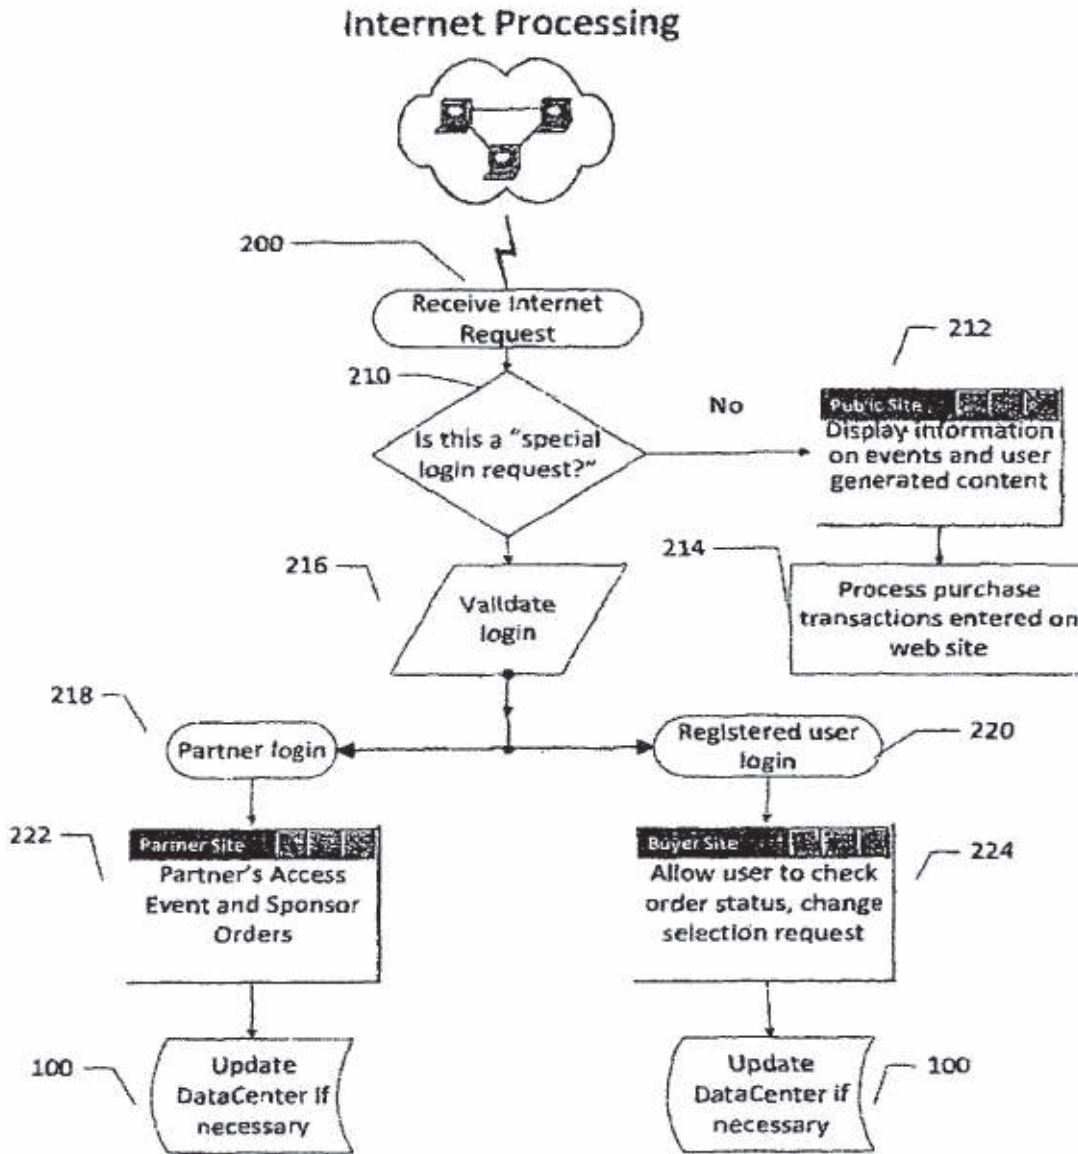 Internet Processing
200
Receive Internet
Request
210
Is this a "special
login request?"
No
212
Public Site
Display information
on events and user
generated content
214
Process purchase
transactions entered on
web site
216
Validate
login
218
Partner login
Registered user
login
220
222
Partner Site
Partner's Access
Event and Sponsor
Orders
Buyer Site
Allow user to check
order status, change
selection request
224
100
Update
DataCenter if
necessary
Update
DataCenter if
necessary
100